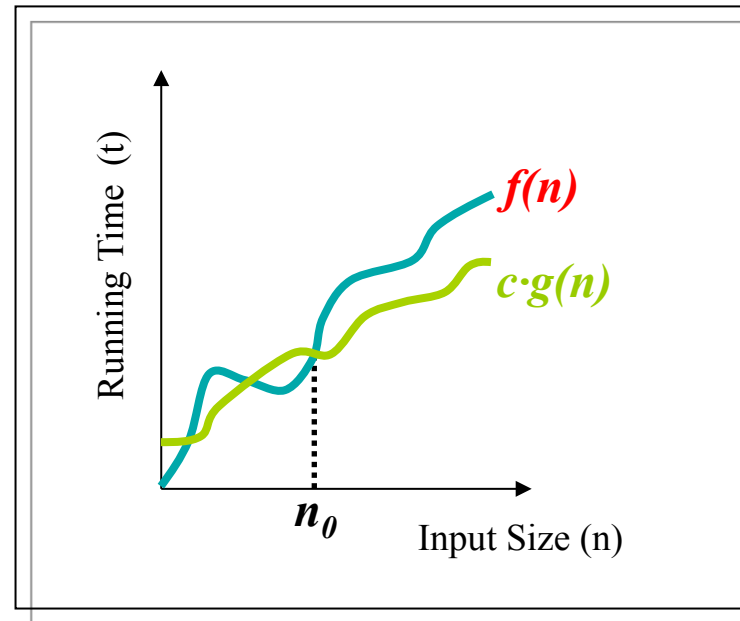 Running Time (t)
f(n)
c·g(n)
n₀
Input Size (n)